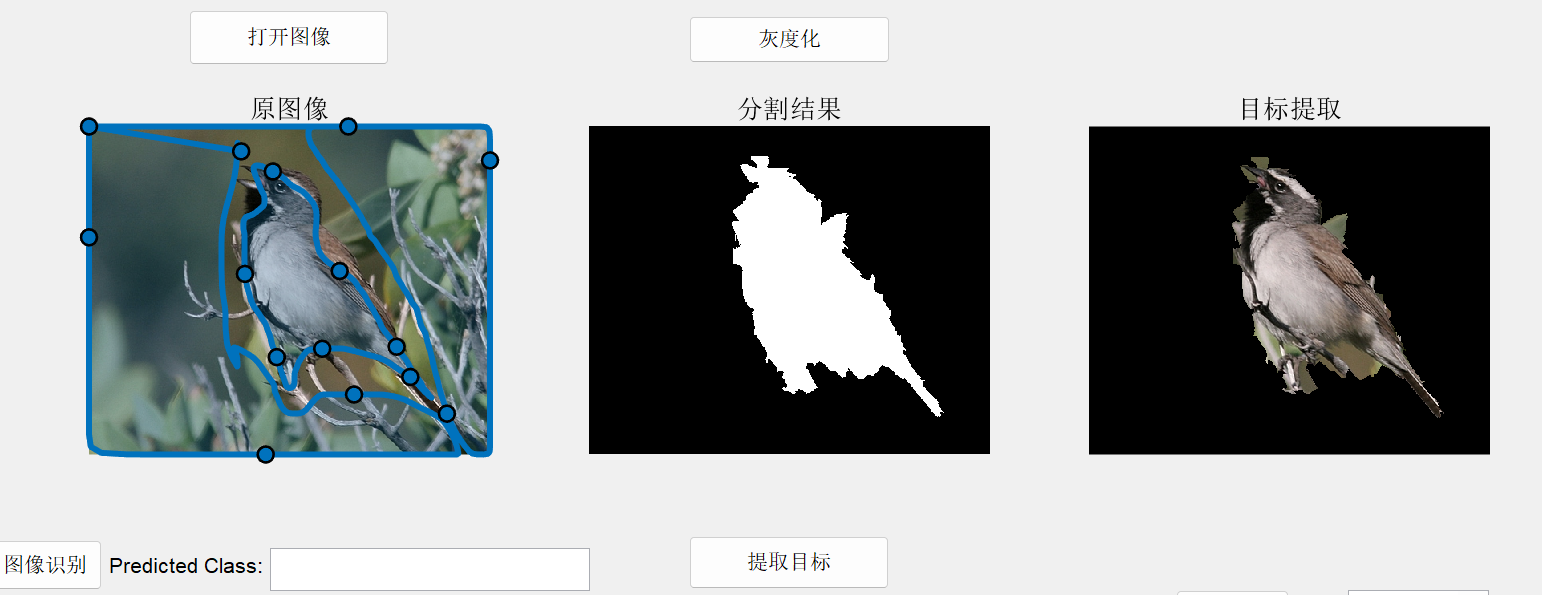 打开图像
灰度化
原图像
分割结果
目标提取
图像识别
Predicted Class:
提取目标